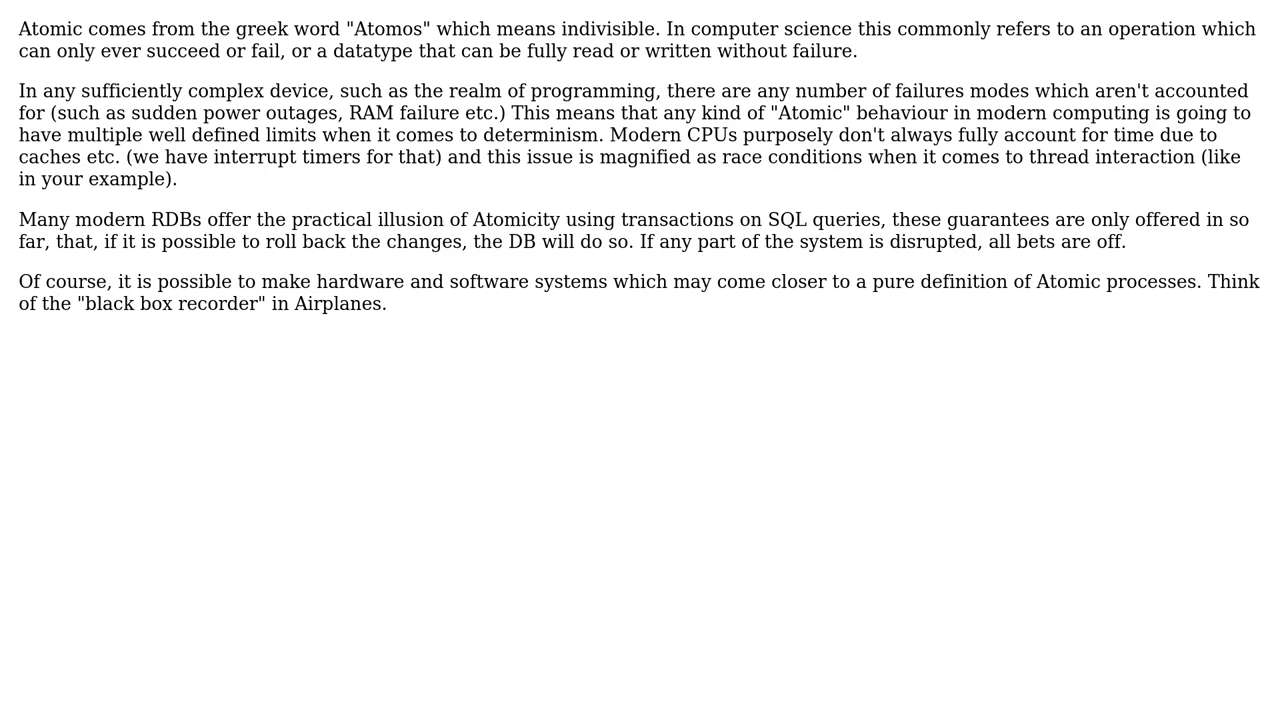 Atomic comes from the greek word "Atomos" which means indivisible. In computer science this commonly refers to an operation which
can only ever succeed or fail, or a datatype that can be fully read or written without failure.
In any sufficiently complex device, such as the realm of programming, there are any number of failures modes which aren't accounted
for (such as sudden power outages, RAM failure etc.) This means that any kind of "Atomic" behaviour in modern computing is going to
have multiple well defined limits when it comes to determinism. Modern CPUs purposely don't always fully account for time due to
caches etc. (we have interrupt timers for that) and this issue is magnified as race conditions when it comes to thread interaction (like
in your example).
Many modern RDBs offer the practical illusion of Atomicity using transactions on SQL queries, these guarantees are only offered in so
far, that, if it is possible to roll back the changes, the DB will do so. If any part of the system is disrupted, all bets are off.
Of course, it is possible to make hardware and software systems which may come closer to a pure definition of Atomic processes. Think
of the "black box recorder" in Airplanes.